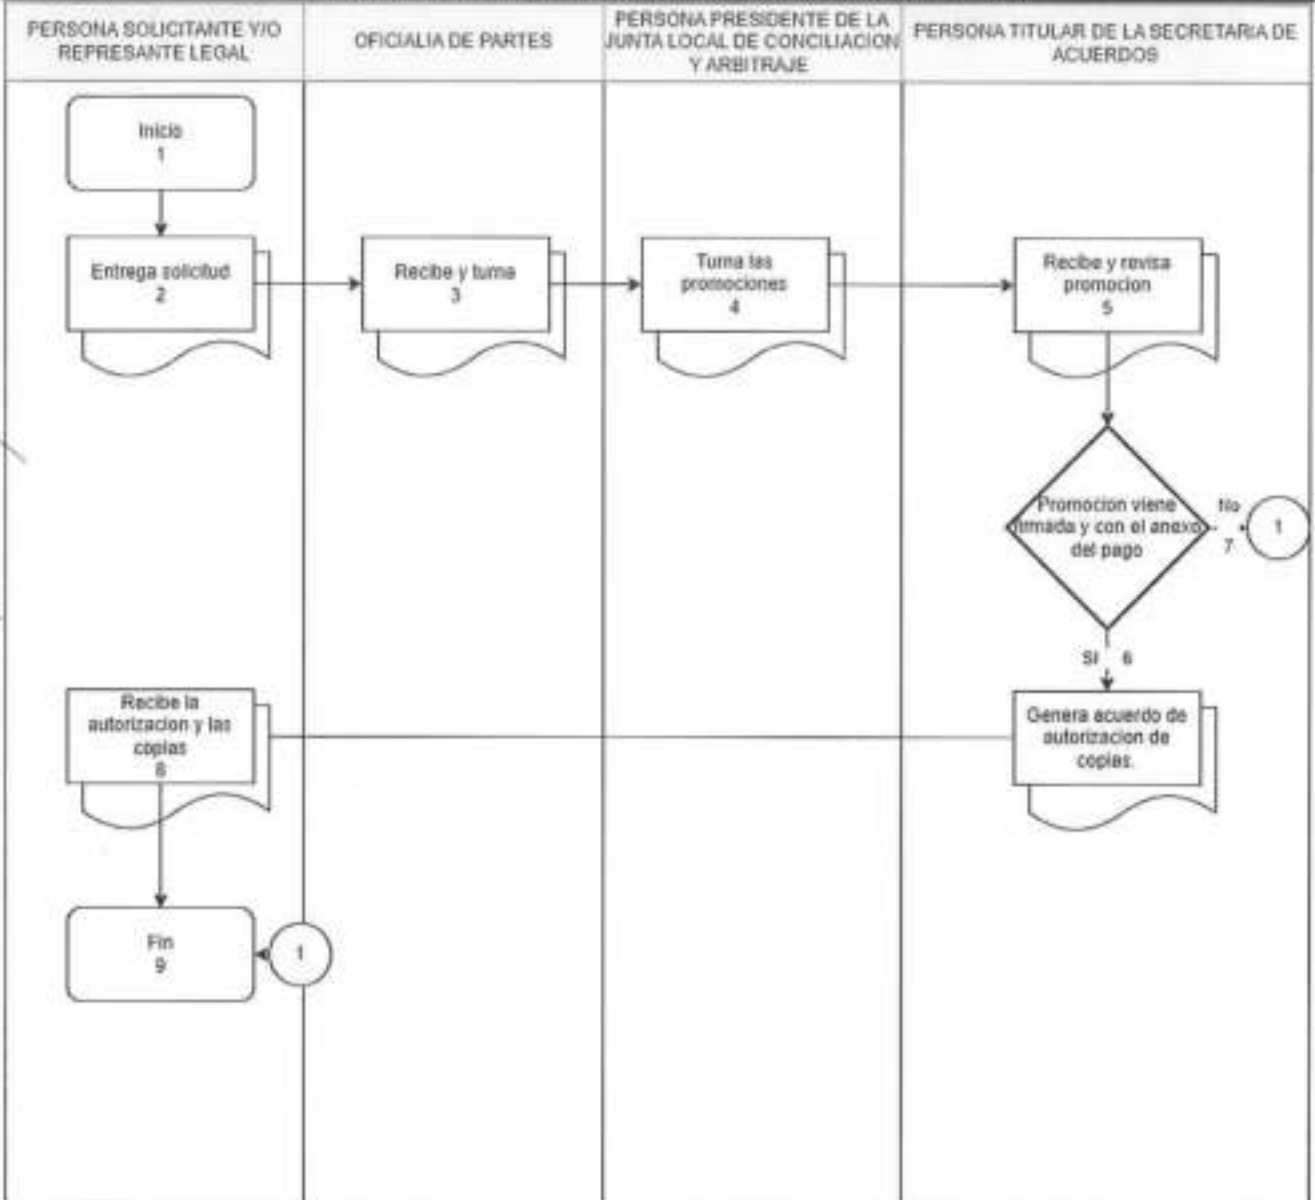 PERSONA SOLICITANTE Y/O
REPRESANTE LEGAL
OFICIALIA DE PARTES
PERSONA PRESIDENTE DE LA
JUNTA LOCAL DE CONCILIACION
Y ARBITRAJE
PERSONA TITULAR DE LA SECRETARIA DE
ACUERDOS
Inicio
1
Entrega solicitud
2
Recibe y turna
3
Turna las
promociones
4
Recibe y revisa
promocion
5
Promocion viene
firmada y con el anexo
del pago
No
7
1
SI 6
Recibe la
autorizacion y las
copias
8
Genera acuerdo de
autorizacion de
copias.
Fin
9
1